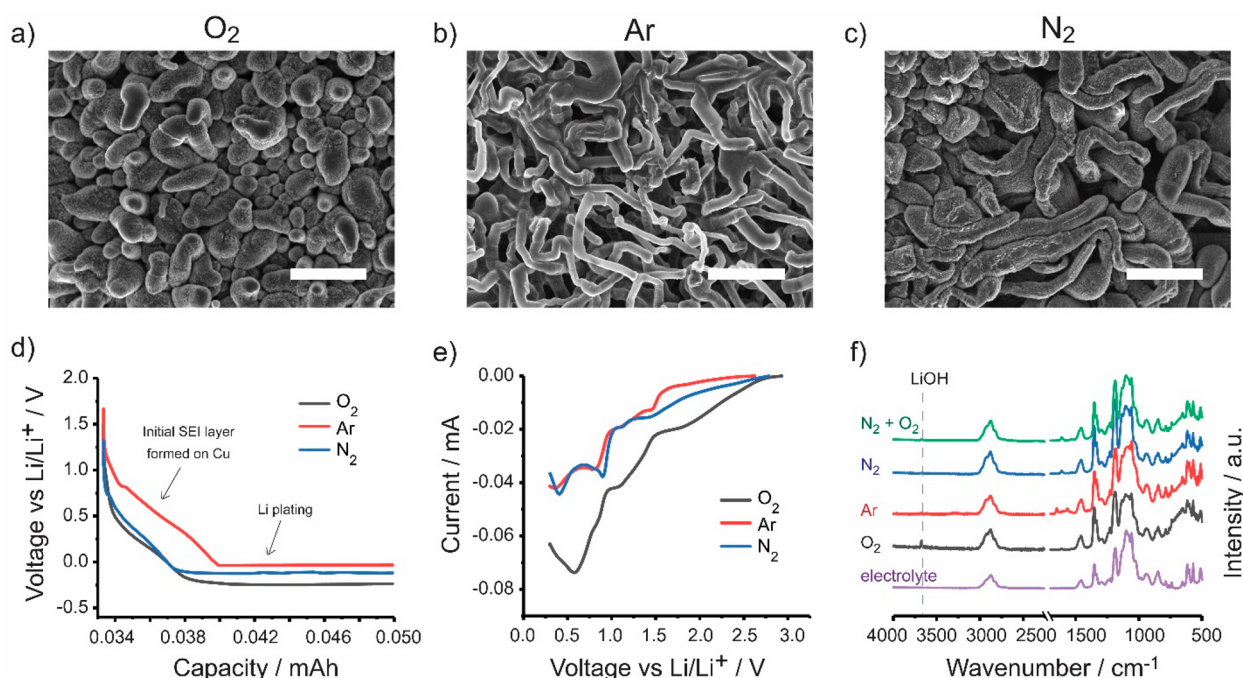 a) O₂
b) Ar
c) N₂
d)
2.0
1.5
1.0
0.5
0.0
-0.5
0.034 0.038 0.042 0.046 0.050
Voltage vs Li/Li⁺ / V
Capacity / mAh
O₂
Ar
N₂
Initial SEI layer
formed on Cu
Li plating
e)
0.00
-0.02
-0.04
-0.06
-0.08
0.0 0.5 1.0 1.5 2.0 2.5 3.0
Current / mA
Voltage vs Li/Li⁺ / V
O₂
Ar
N₂
f)
LiOH
N₂ + O₂
N₂
Ar
O₂
electrolyte
4000 3500 3000 2500 1500 1000 500
Wavenumber / cm⁻¹
Intensity / a.u.